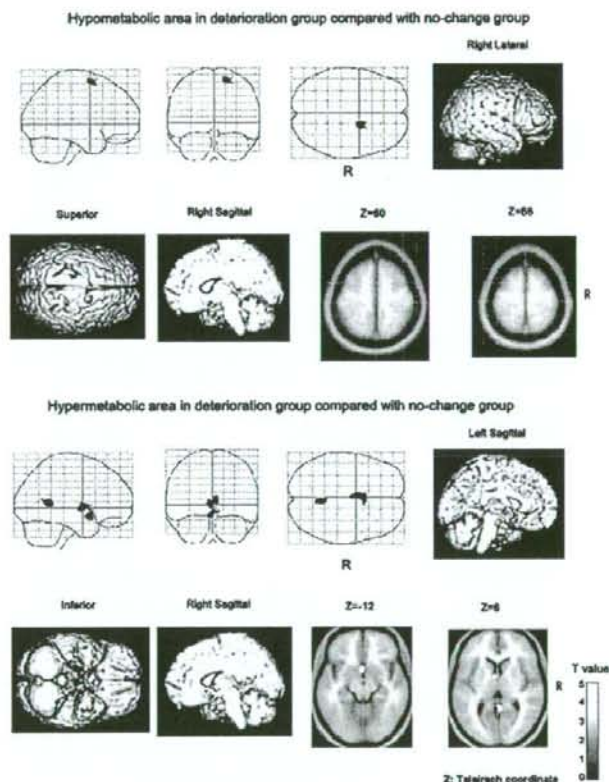 Hypometabolic area in deterioration group compared with no-change group
Right Lateral
R
Superior
Right Sagittal
Z=60
Z=66
R
Hypermetabolic area in deterioration group compared with no-change group
Left Sagittal
R
Inferior
Right Sagittal
Z=-12
Z=6
T value
R
5
4
3
2
1
0
Z: Talairach coordinate